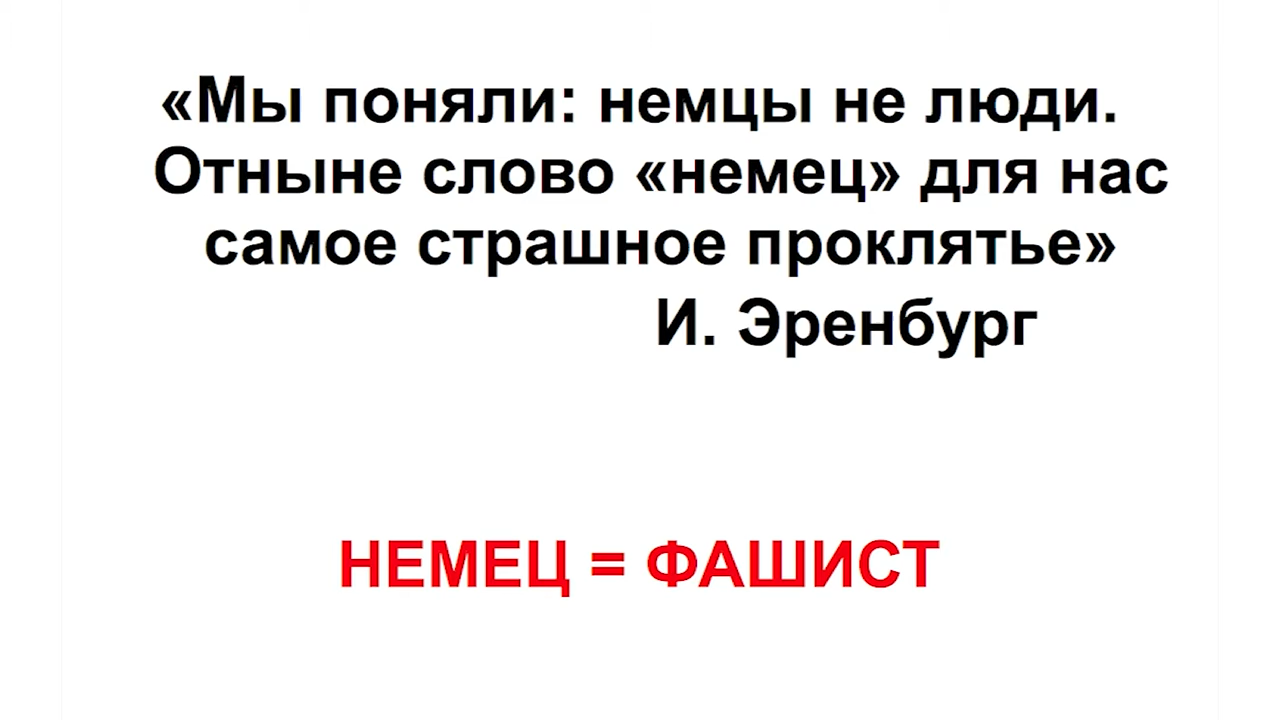 «Мы поняли: немцы не люди.
Отныне слово «немец» для нас
самое страшное проклятье»
И. Эренбург
НЕМЕЦ = ФАШИСТ